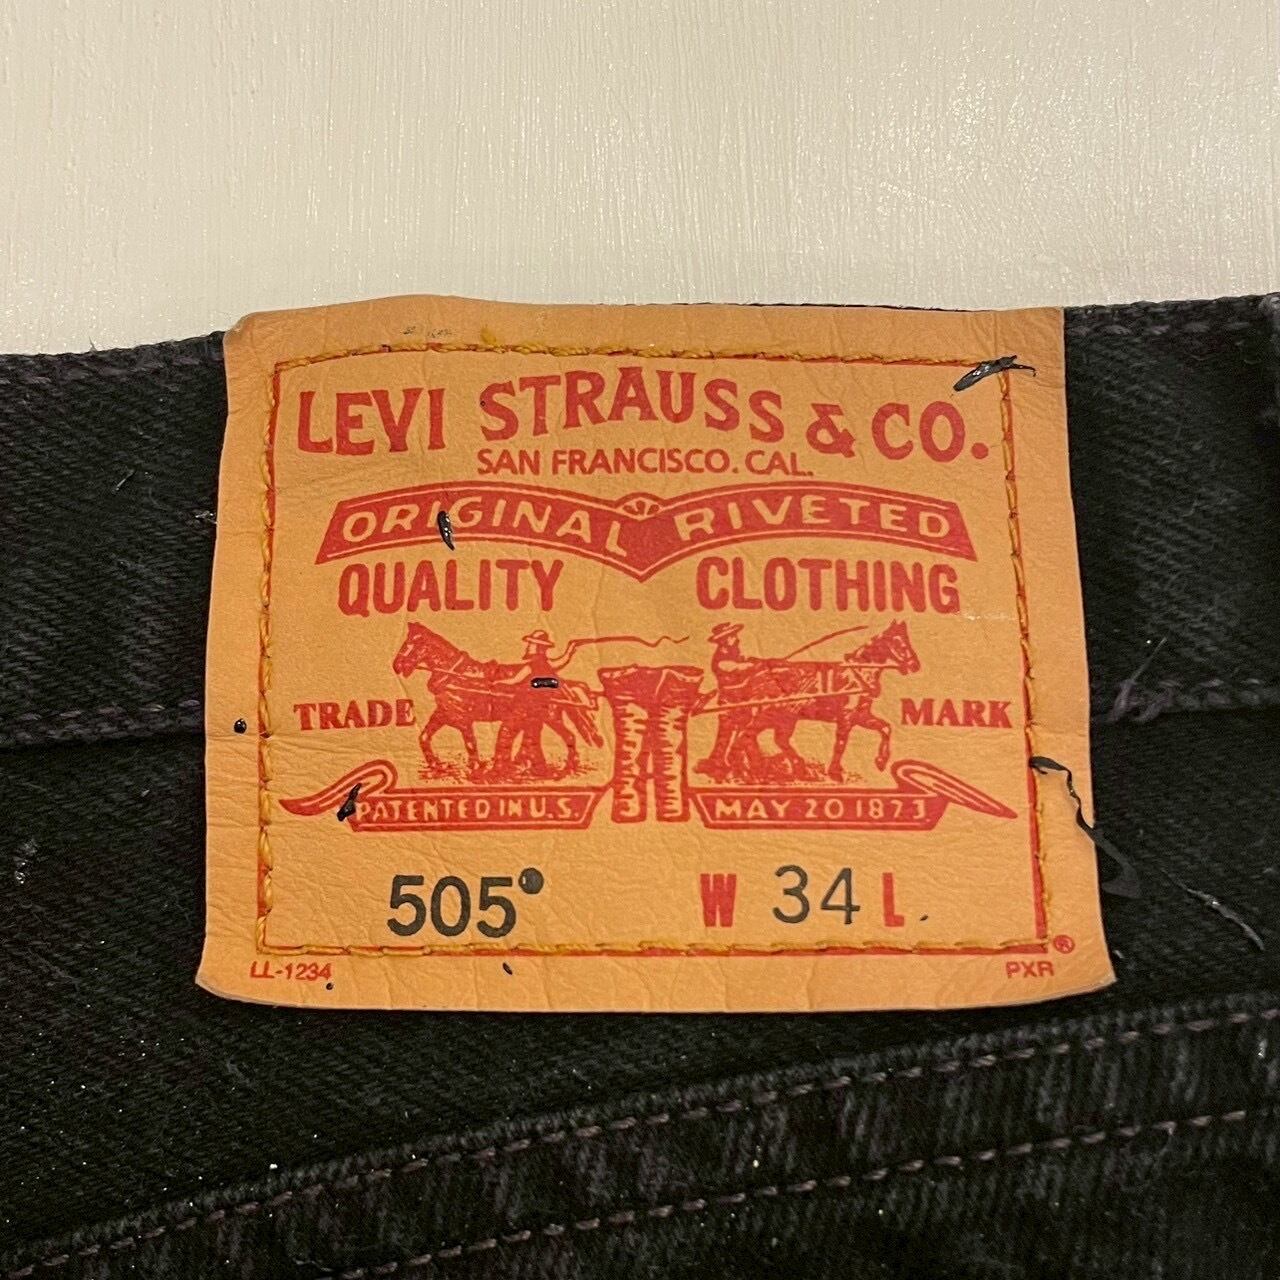 LEVI STRAUSS & CO.
SAN FRANCISCO. CAL.
ORIGINAL RIVETED
QUALITY CLOTHING
TRADE MARK
PATENTED IN U.S. MAY 20 1873
505 W 34 L
LL-1234 PXR ®